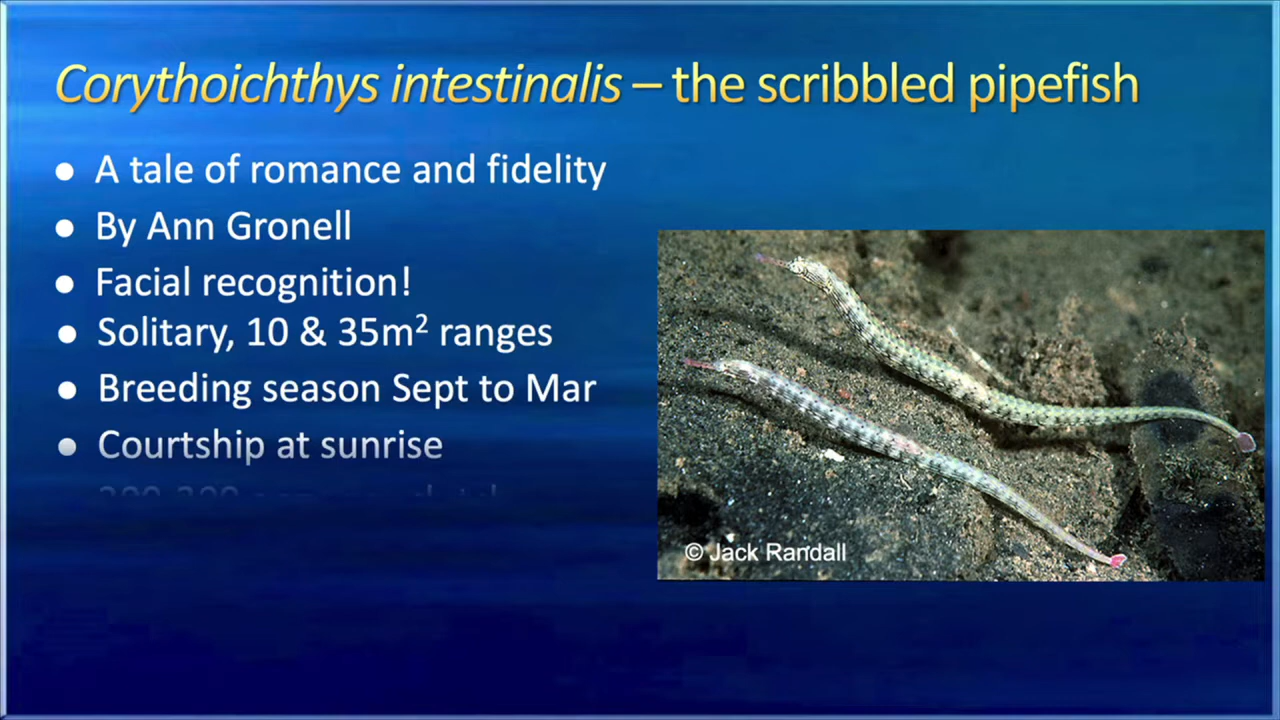 Corythoichthys intestinalis – the scribbled pipefish
● A tale of romance and fidelity
● By Ann Gronell
● Facial recognition!
● Solitary, 10 & 35m² ranges
● Breeding season Sept to Mar
● Courtship at sunrise
© Jack Randall